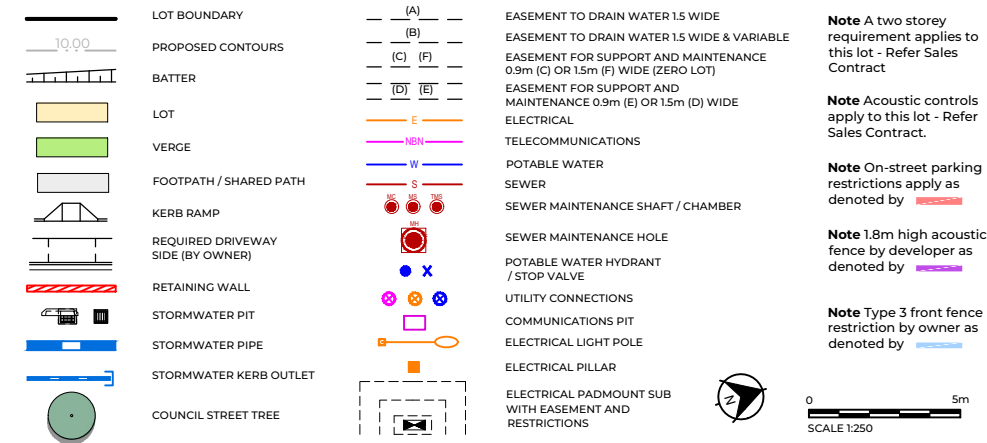 LOT BOUNDARY
10.00
PROPOSED CONTOURS
BATTER
LOT
VERGE
FOOTPATH / SHARED PATH
KERB RAMP
REQUIRED DRIVEWAY
SIDE (BY OWNER)
RETAINING WALL
STORMWATER PIT
STORMWATER PIPE
STORMWATER KERB OUTLET
COUNCIL STREET TREE
(A)
EASEMENT TO DRAIN WATER 1.5 WIDE
(B)
EASEMENT TO DRAIN WATER 1.5 WIDE & VARIABLE
(C) (F)
EASEMENT FOR SUPPORT AND MAINTENANCE
0.9m (C) OR 1.5m (F) WIDE (ZERO LOT)
(D) (E)
EASEMENT FOR SUPPORT AND
MAINTENANCE 0.9m (E) OR 1.5m (D) WIDE
E
ELECTRICAL
NBN
TELECOMMUNICATIONS
W
POTABLE WATER
S
SEWER
MC MS TMS
SEWER MAINTENANCE SHAFT / CHAMBER
MH
SEWER MAINTENANCE HOLE
POTABLE WATER HYDRANT
/ STOP VALVE
UTILITY CONNECTIONS
COMMUNICATIONS PIT
ELECTRICAL LIGHT POLE
ELECTRICAL PILLAR
ELECTRICAL PADMOUNT SUB
WITH EASEMENT AND
RESTRICTIONS
Note A two storey
requirement applies to
this lot - Refer Sales
Contract
Note Acoustic controls
apply to this lot - Refer
Sales Contract.
Note On-street parking
restrictions apply as
denoted by
Note 1.8m high acoustic
fence by developer as
denoted by
Note Type 3 front fence
restriction by owner as
denoted by
N
0 5m
SCALE 1:250